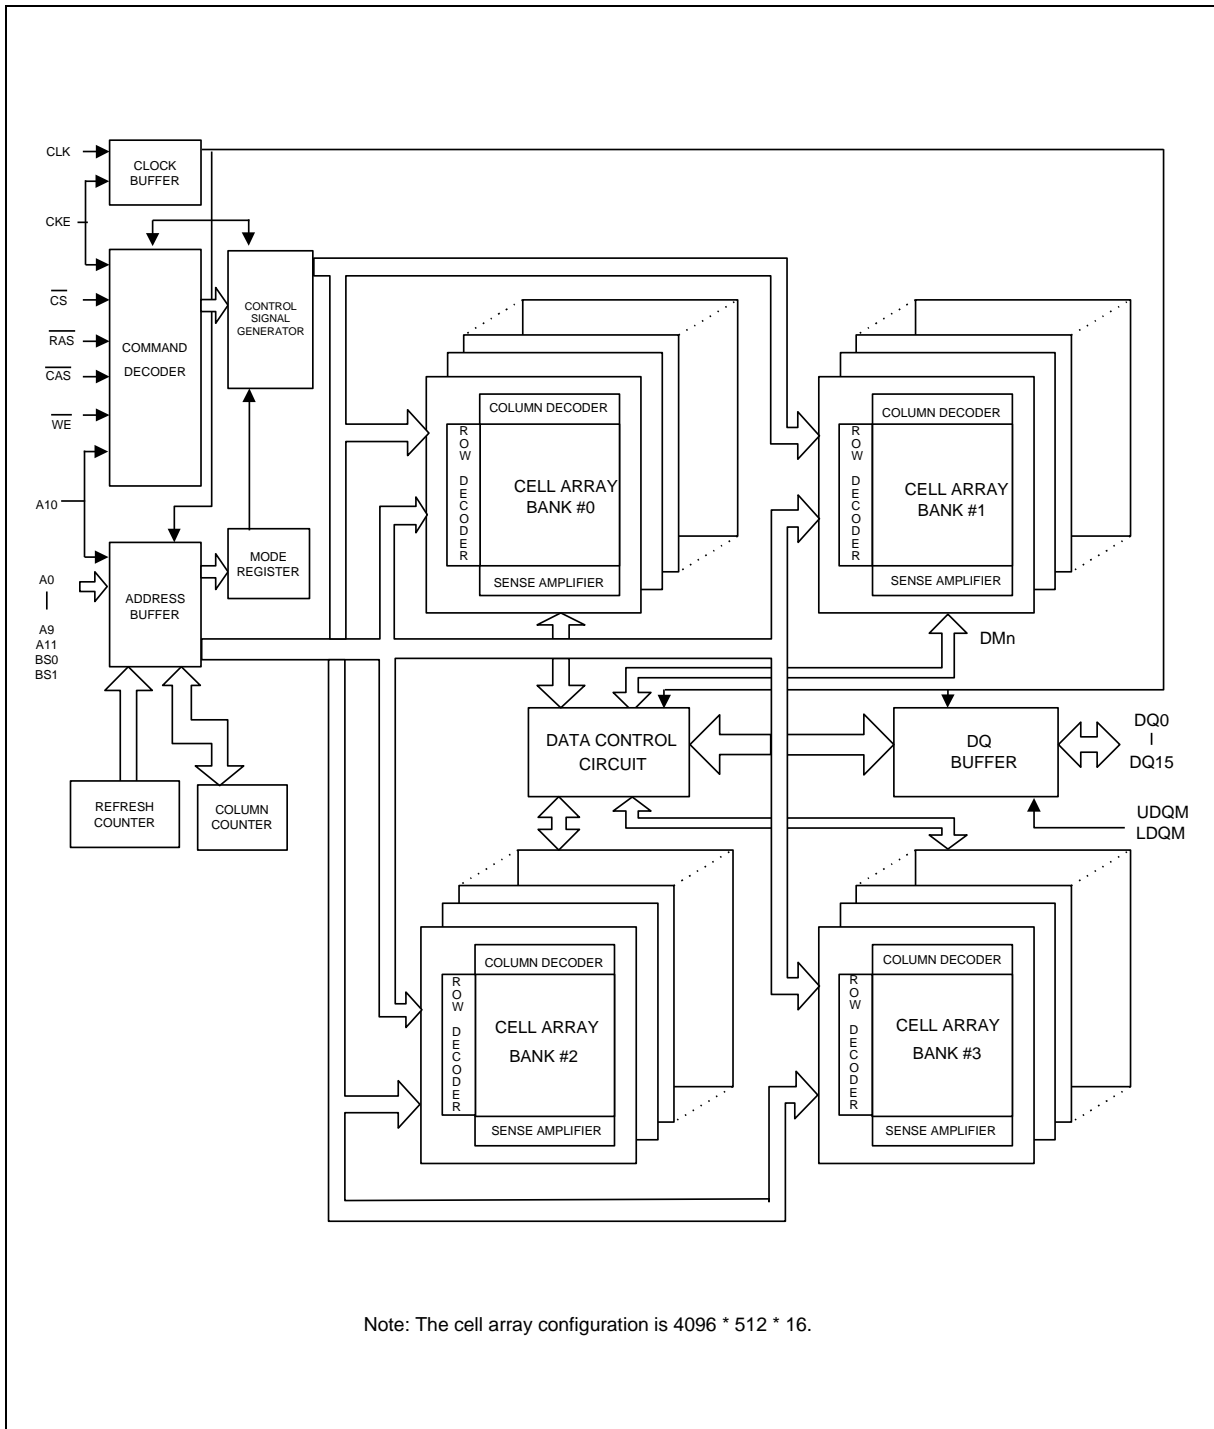 CLK
CLOCK
BUFFER
CKE
CS
RAS
CAS
WE
COMMAND
DECODER
CONTROL
SIGNAL
GENERATOR
A10
A0
A9
A11
BS0
BS1
ADDRESS
BUFFER
MODE
REGISTER
REFRESH
COUNTER
COLUMN
COUNTER
COLUMN DECODER
ROW DECODER
CELL ARRAY
BANK #0
SENSE AMPLIFIER
COLUMN DECODER
ROW DECODER
CELL ARRAY
BANK #1
SENSE AMPLIFIER
DMn
DATA CONTROL
CIRCUIT
DQ
BUFFER
DQ0
DQ15
UDQM
LDQM
COLUMN DECODER
ROW DECODER
CELL ARRAY
BANK #2
SENSE AMPLIFIER
COLUMN DECODER
ROW DECODER
CELL ARRAY
BANK #3
SENSE AMPLIFIER
Note: The cell array configuration is 4096 * 512 * 16.